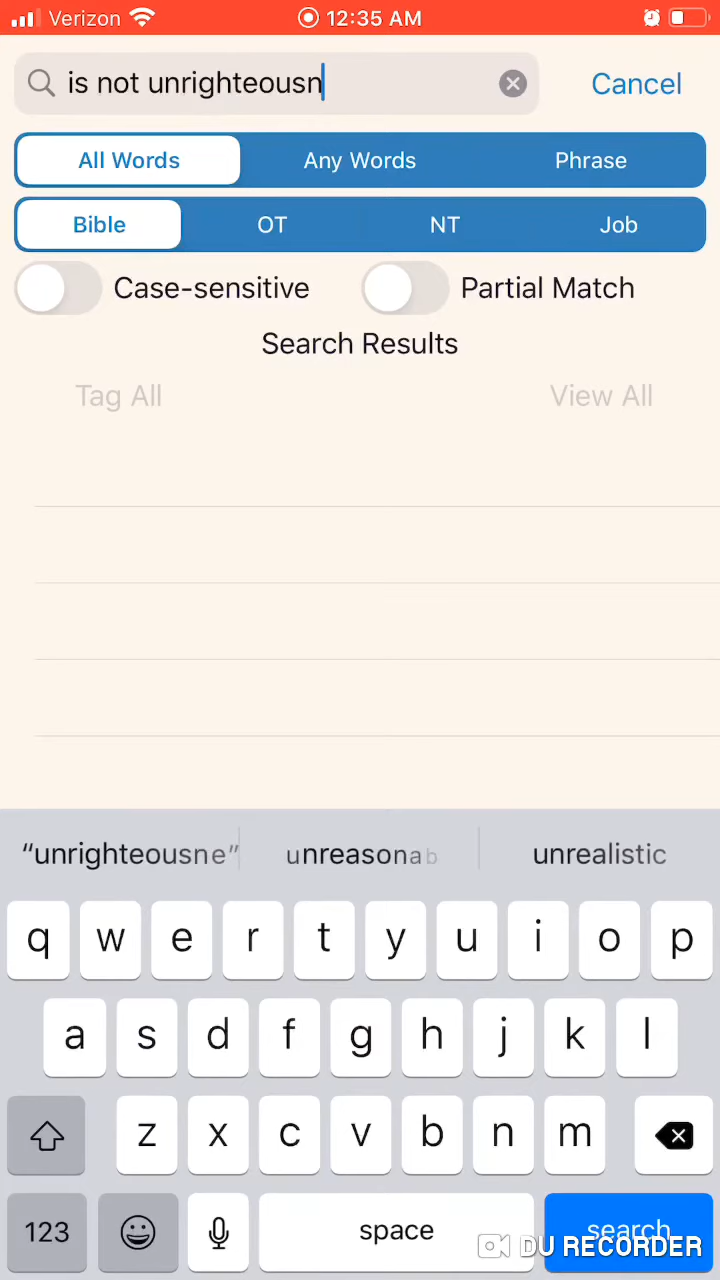 Verizon 12:35 AM
is not unrighteousn Cancel
All Words Any Words Phrase
Bible OT NT Job
Case-sensitive Partial Match
Search Results
Tag All View All
“unrighteousne” unreasonab unrealistic
q w e r t y u i o p
a s d f g h j k l
z x c v b n m
123 space search
DU RECORDER